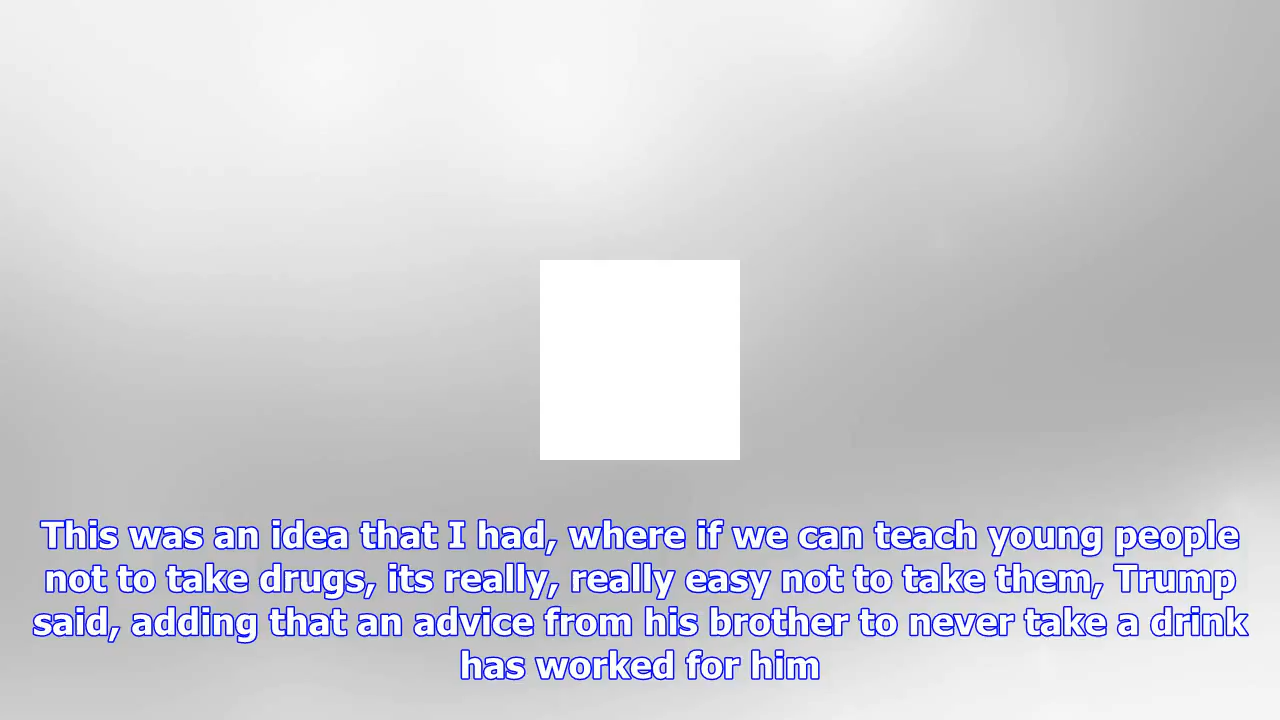 This was an idea that I had, where if we can teach young people
not to take drugs, its really, really easy not to take them, Trump
said, adding that an advice from his brother to never take a drink
has worked for him